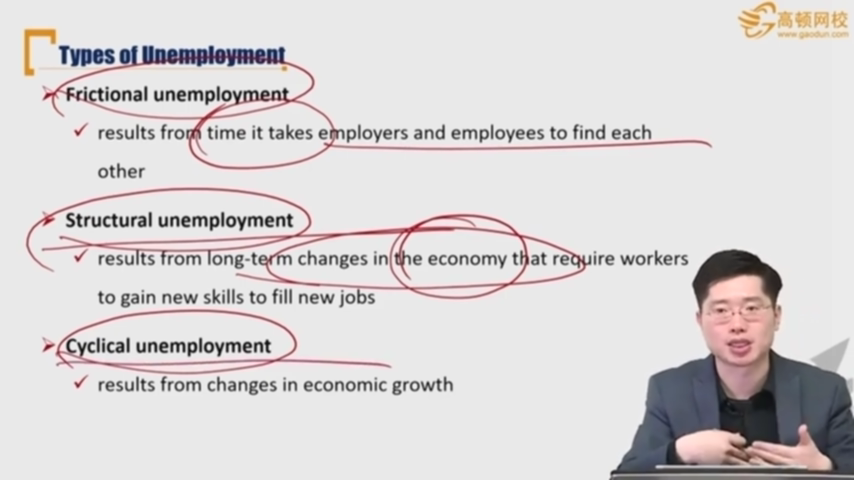 高顿网校
www.gaodun.com
Types of Unemployment
Frictional unemployment
results from time it takes employers and employees to find each
other
Structural unemployment
results from long-term changes in the economy that require workers
to gain new skills to fill new jobs
Cyclical unemployment
results from changes in economic growth